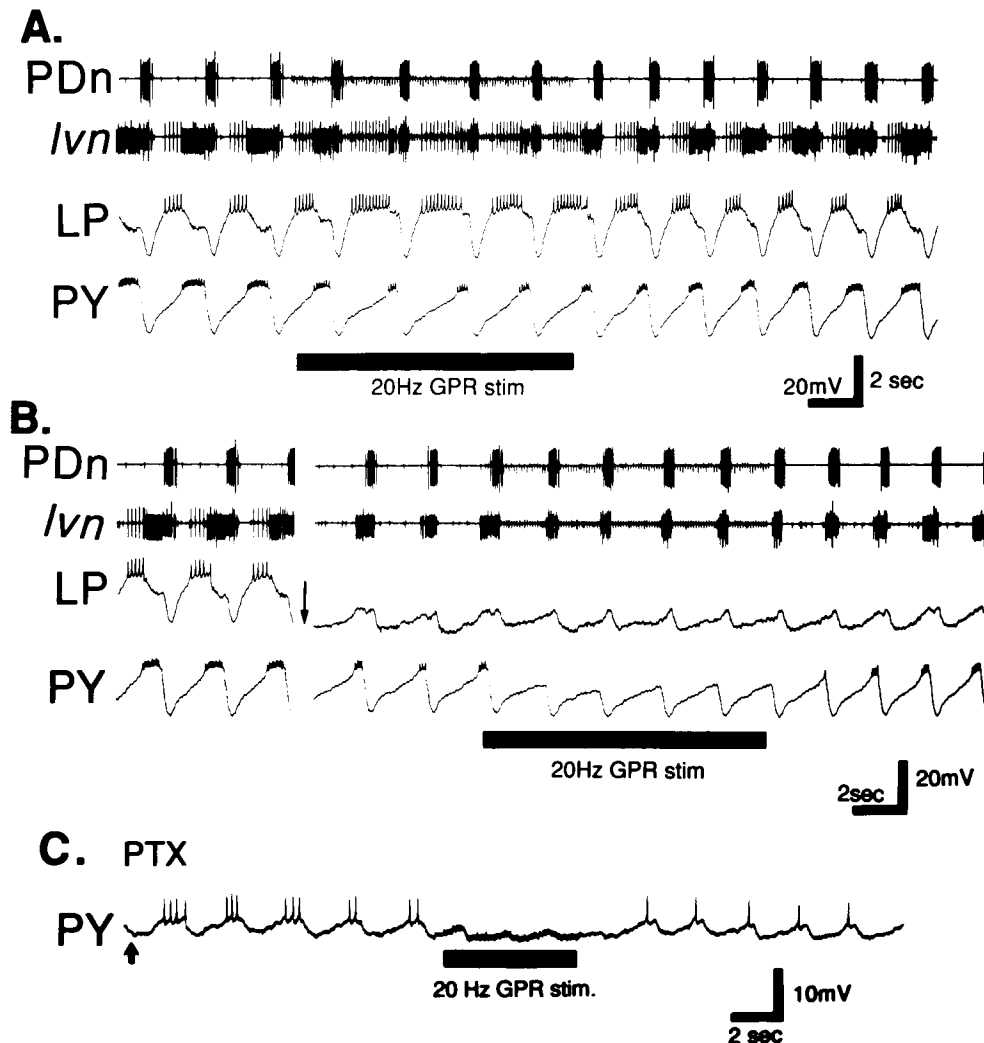 A.
PDn
lvn
LP
PY
20Hz GPR stim
20mV
2 sec
B.
PDn
lvn
LP
PY
20Hz GPR stim
2sec
20mV
C. PTX
PY
20 Hz GPR stim.
10mV
2 sec